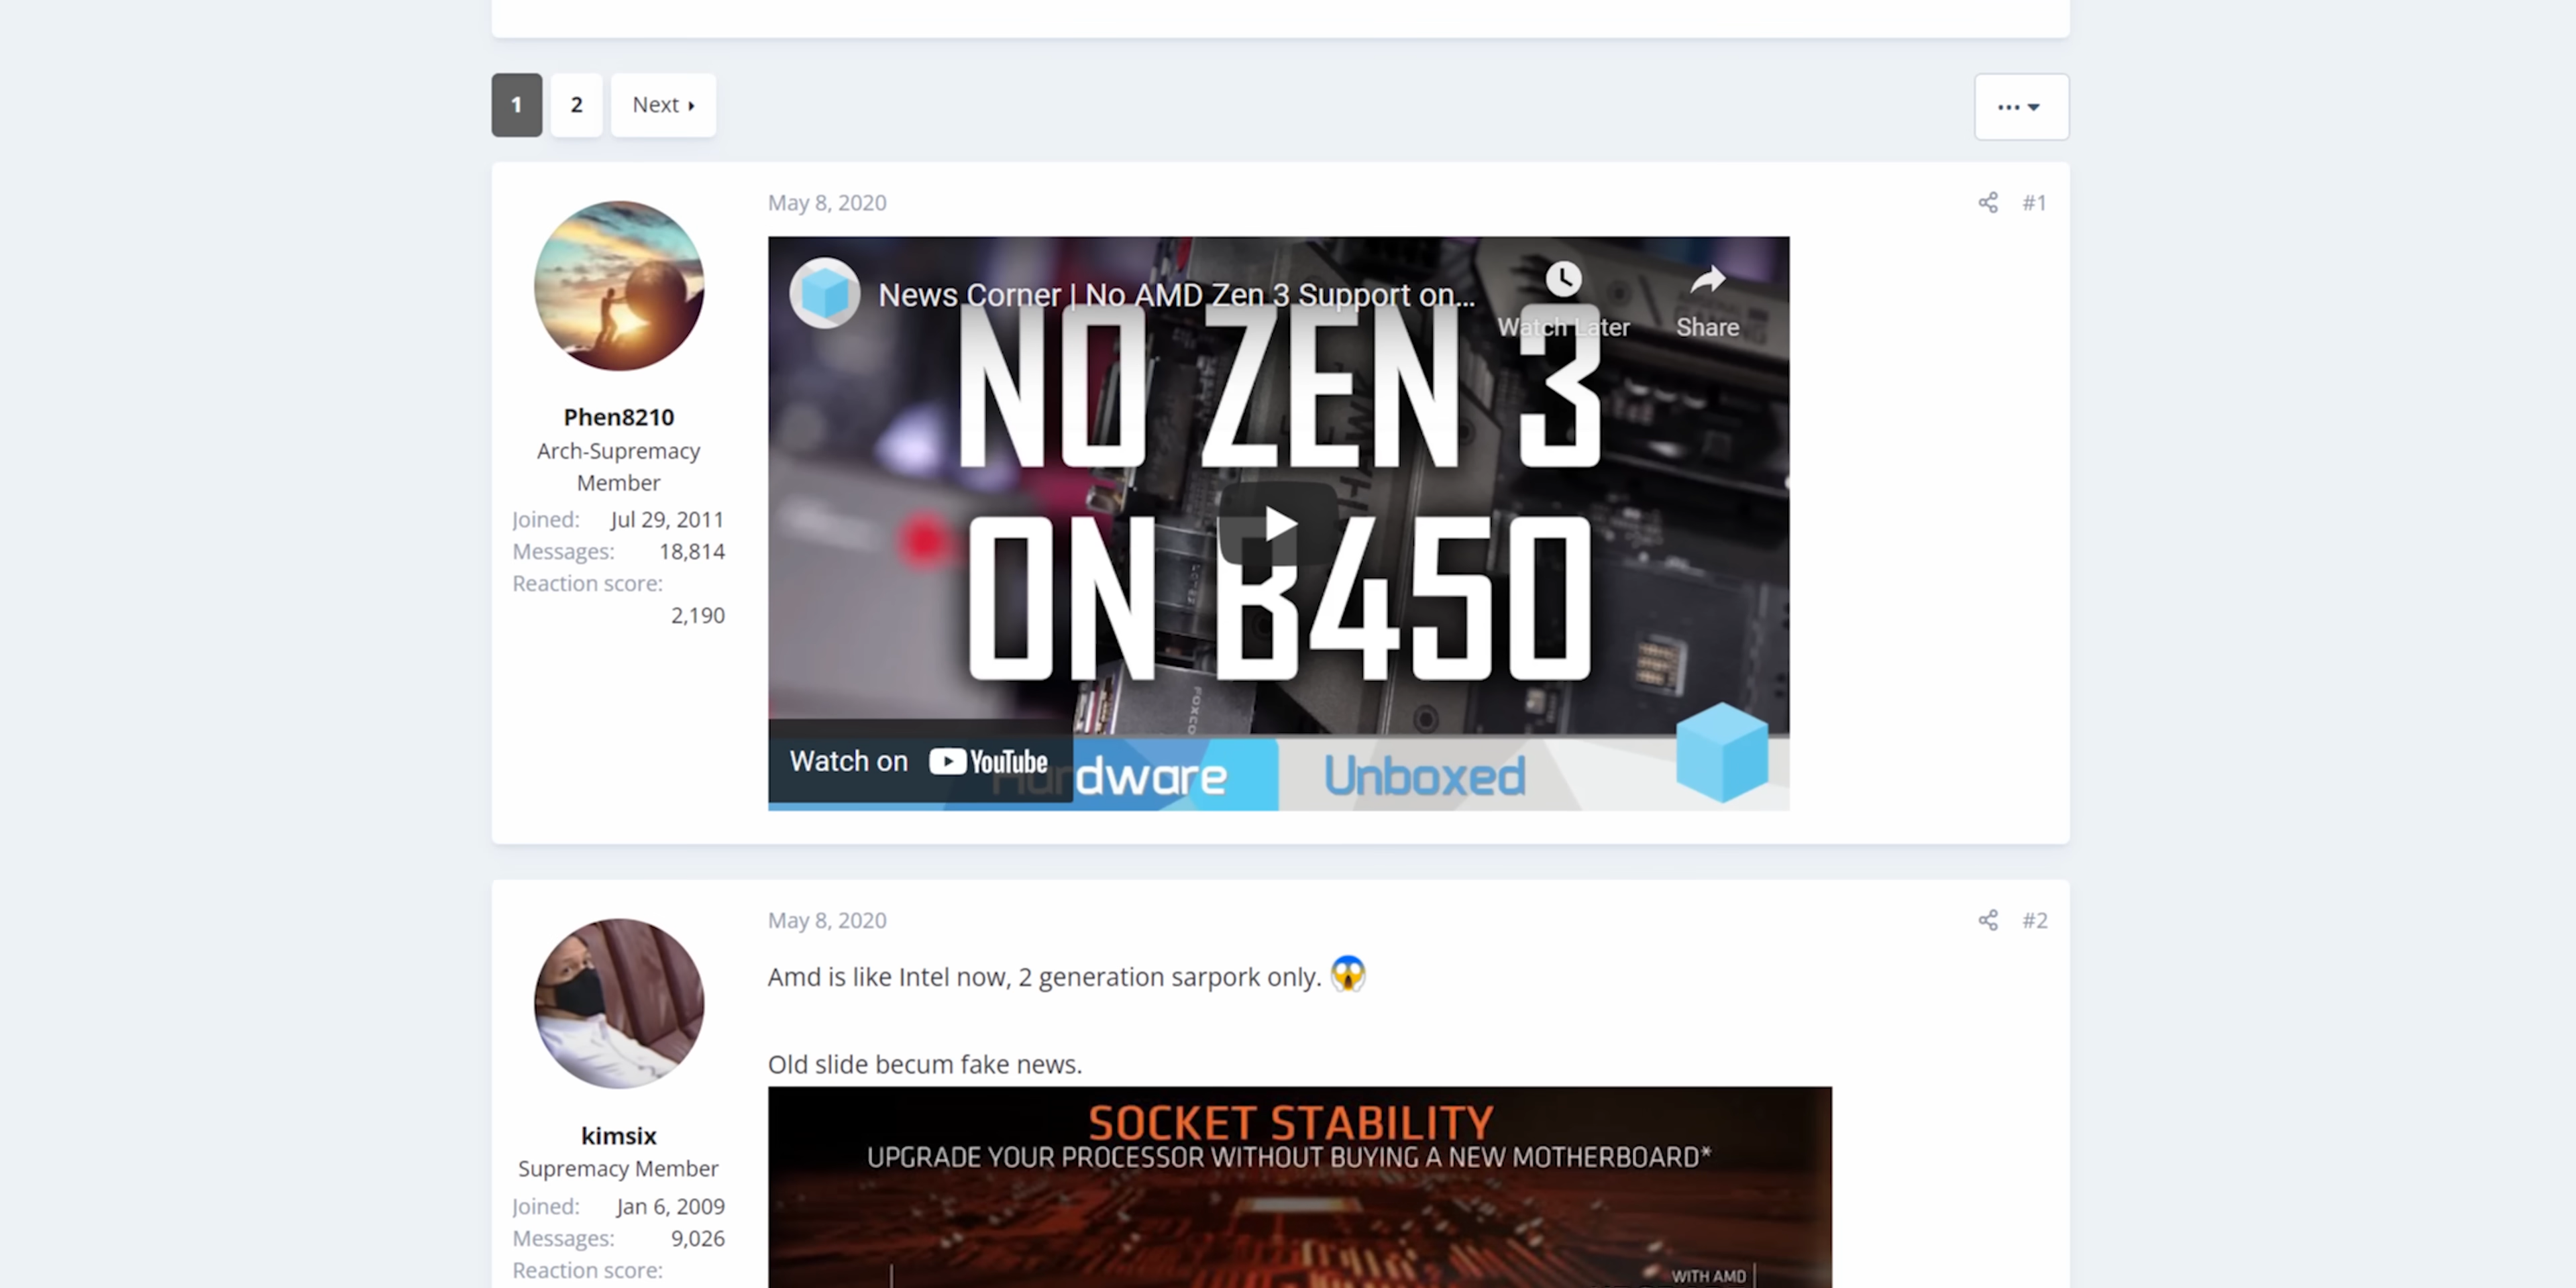 1 2 Next
May 8, 2020 #1
Phen8210
Arch-Supremacy
Member
Joined: Jul 29, 2011
Messages: 18,814
Reaction score:
2,190
News Corner | No AMD Zen 3 Support on...
Watch Later Share
NO ZEN 3
ON B450
FOXCO
Watch on YouTube
Hardware Unboxed
May 8, 2020 #2
kimsix
Supremacy Member
Joined: Jan 6, 2009
Messages: 9,026
Reaction score:
Amd is like Intel now, 2 generation sarpork only.
Old slide becum fake news.
SOCKET STABILITY
UPGRADE YOUR PROCESSOR WITHOUT BUYING A NEW MOTHERBOARD*
WITH AMD